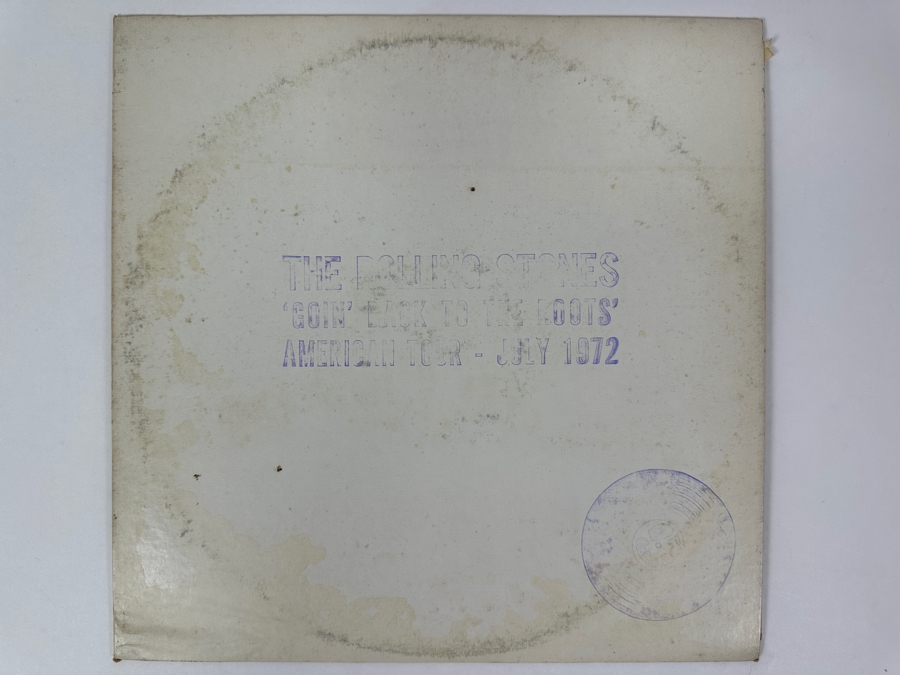 THE ROLLING STONES
'GOIN' BACK TO THE ROOTS'
AMERICAN TOUR - JULY 1972